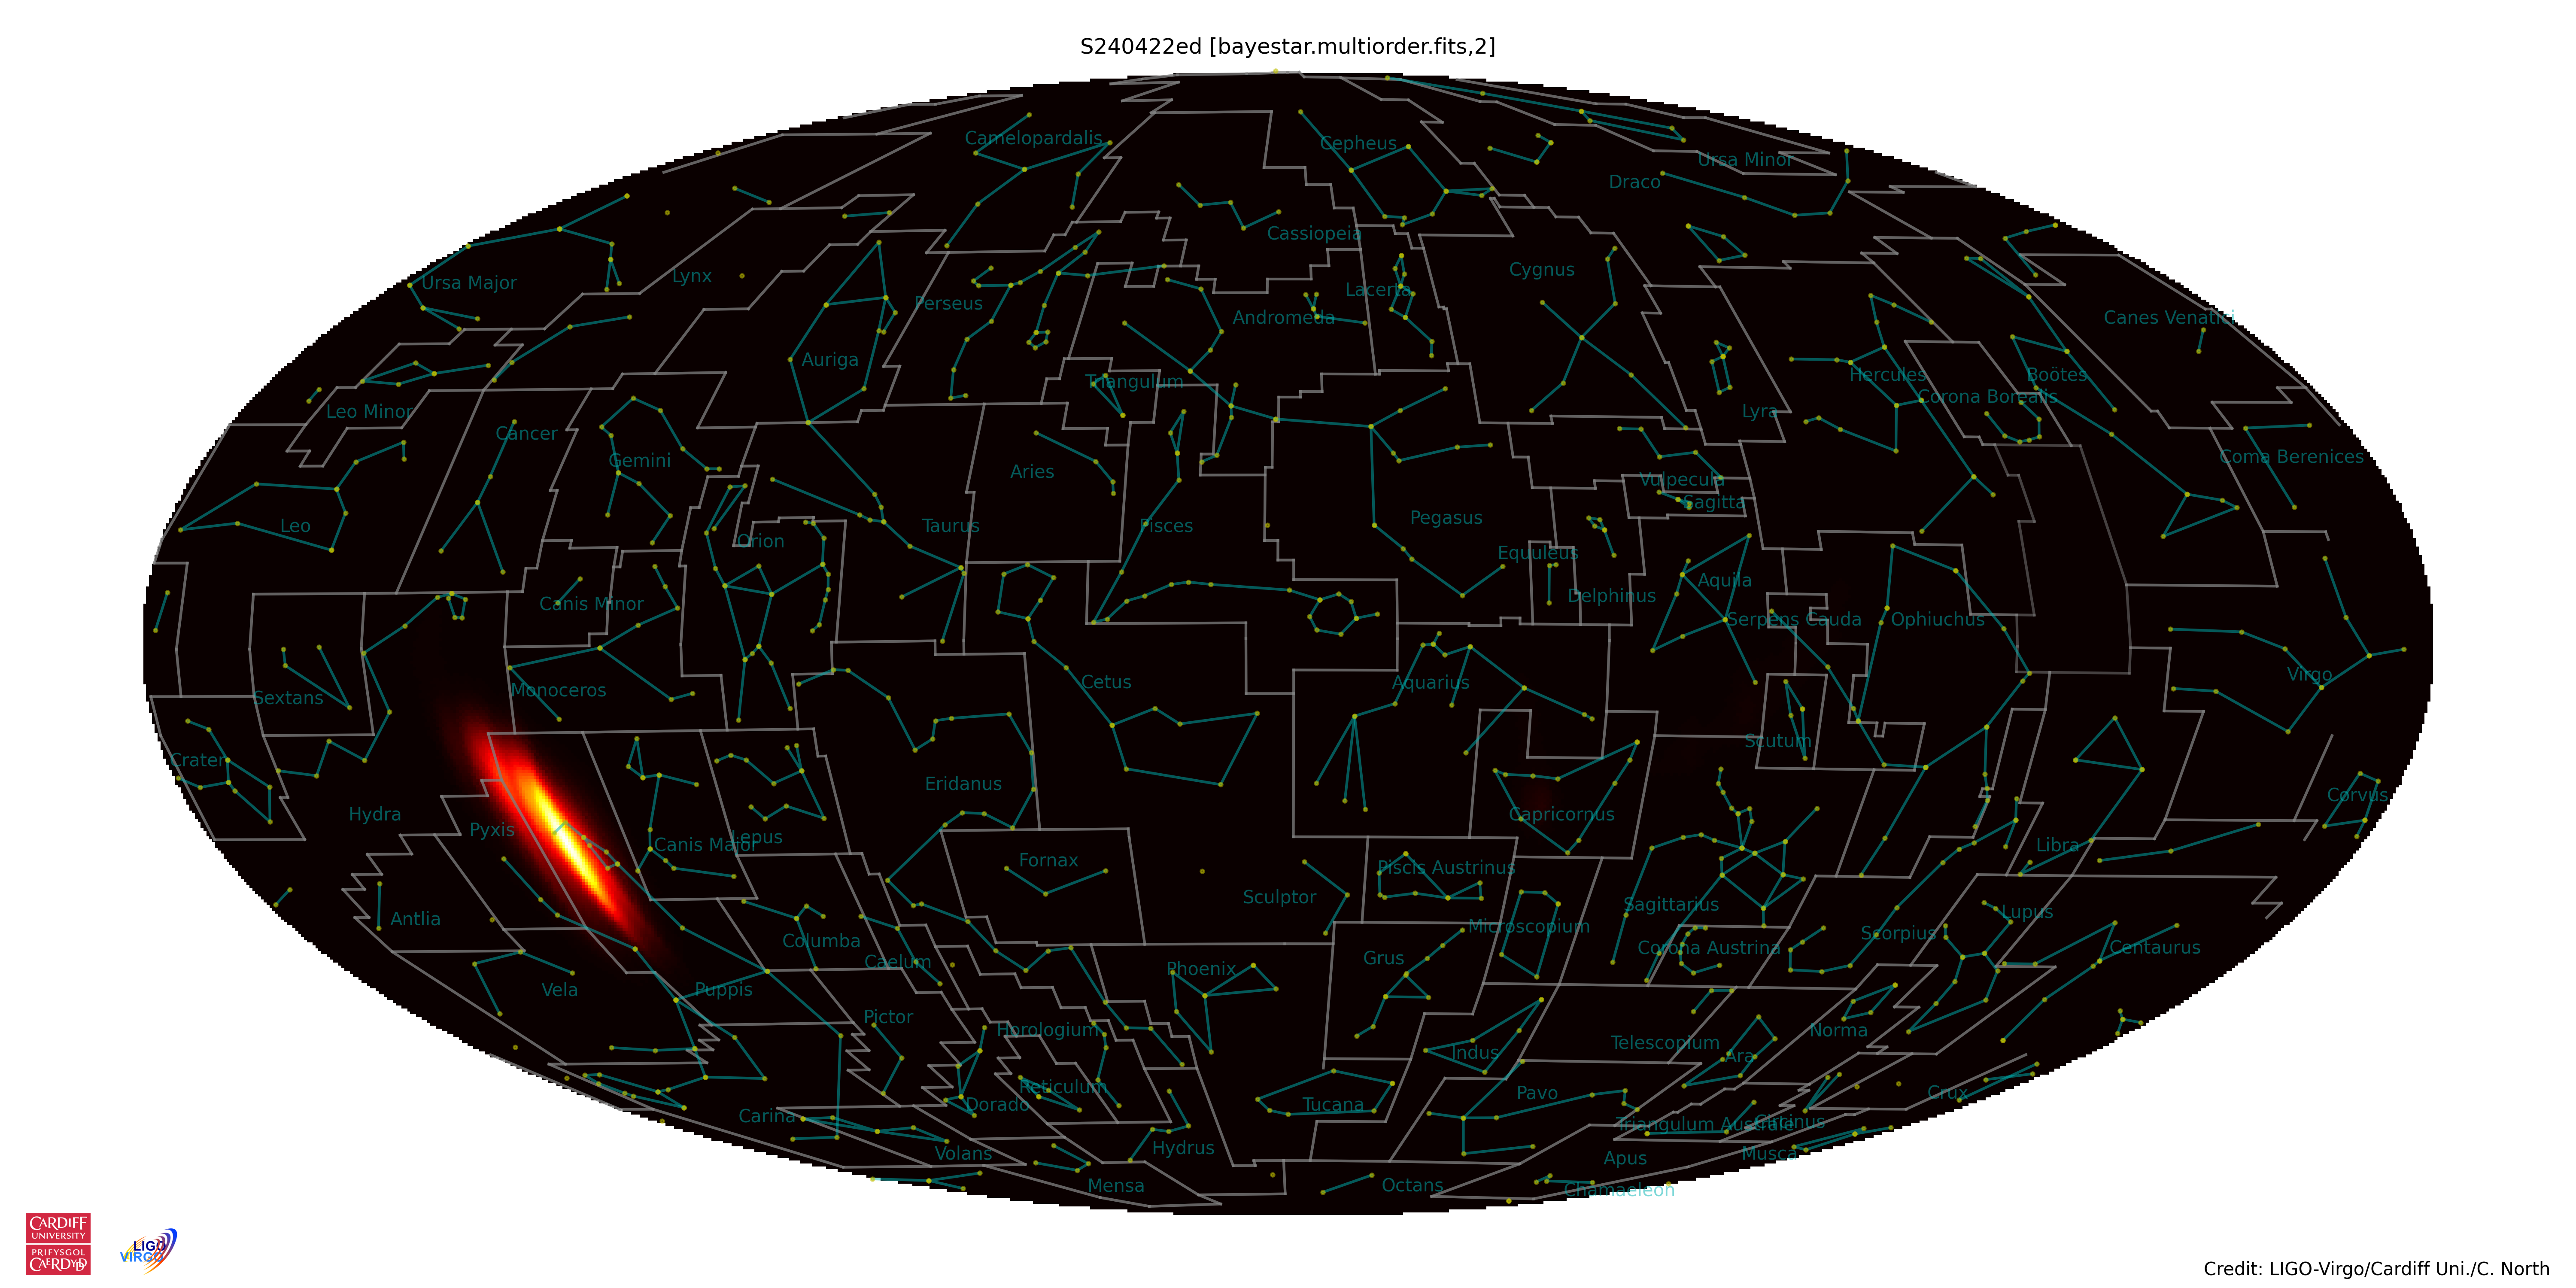 S240422ed [bayestar.multiorder.fits,2]
Camelopardalis
Cepheus
Ursa Minor
Draco
Cassiopeia
Ursa Major
Lynx
Cygnus
Perseus
Lacerta
Andromeda
Canes Venatici
Auriga
Triangulum
Hercules
Boötes
Corona Borealis
Leo Minor
Lyra
Cancer
Gemini
Aries
Coma Berenices
Vulpecula
Sagitta
Leo
Orion
Taurus
Pisces
Pegasus
Equuleus
Aquila
Canis Minor
Delphinus
Serpens Cauda
Ophiuchus
Sextans
Monoceros
Cetus
Aquarius
Virgo
Crater
Scutum
Hydra
Pyxis
Canis Major
Lepus
Eridanus
Capricornus
Corvus
Libra
Fornax
Piscis Austrinus
Sculptor
Antlia
Columba
Microscopium
Sagittarius
Lupus
Caelum
Phoenix
Grus
Corona Austrina
Scorpius
Centaurus
Vela
Puppis
Pictor
Horologium
Indus
Telescopium
Ara
Norma
Reticulum
Dorado
Carina
Tucana
Pavo
Crux
Triangulum Australe
Circinus
Volans
Hydrus
Apus
Musca
Mensa
Octans
Chamaeleon
CARDIFF
UNIVERSITY
PRIFYSGOL
CAERDYDD
LIGO
VIRGO
Credit: LIGO-Virgo/Cardiff Uni./C. North